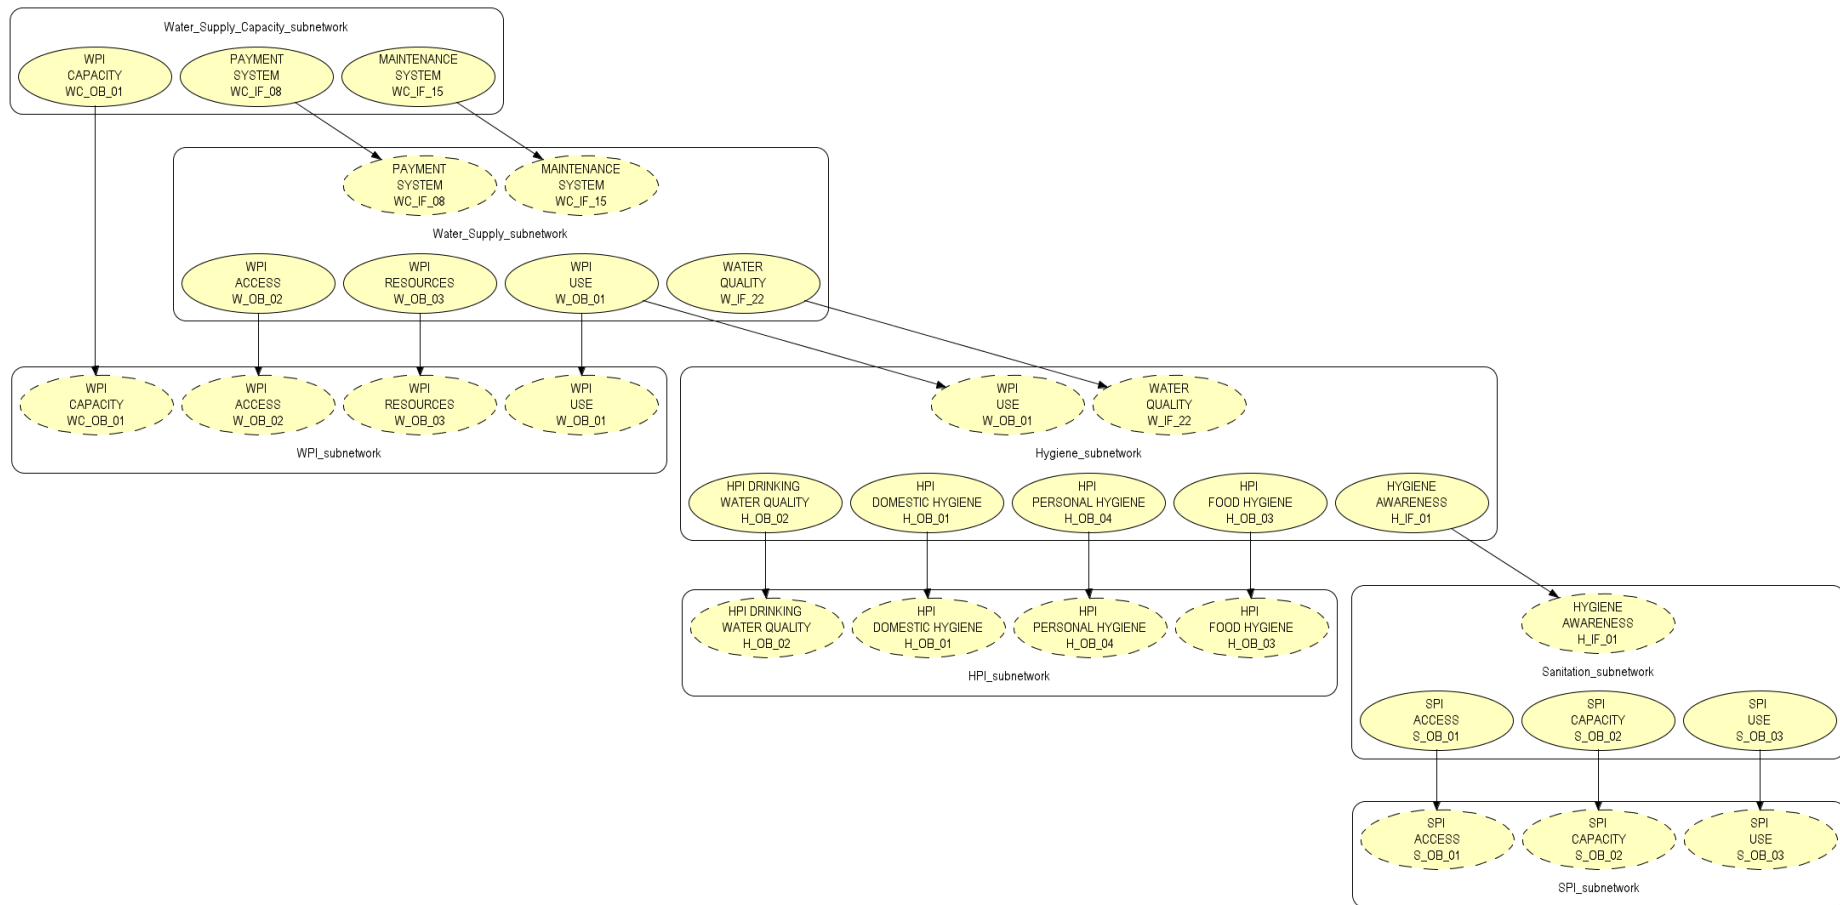 Water_Supply_Capacity_subnetwork
WPI
CAPACITY
WC_OB_01
PAYMENT
SYSTEM
WC_IF_08
MAINTENANCE
SYSTEM
WC_IF_15
PAYMENT
SYSTEM
WC_IF_08
MAINTENANCE
SYSTEM
WC_IF_15
Water_Supply_subnetwork
WPI
ACCESS
W_OB_02
WPI
RESOURCES
W_OB_03
WPI
USE
W_OB_01
WATER
QUALITY
W_IF_22
WPI
CAPACITY
WC_OB_01
WPI
ACCESS
W_OB_02
WPI
RESOURCES
W_OB_03
WPI
USE
W_OB_01
WPI_subnetwork
WPI
USE
W_OB_01
WATER
QUALITY
W_IF_22
Hygiene_subnetwork
HPI DRINKING
WATER QUALITY
H_OB_02
HPI
DOMESTIC HYGIENE
H_OB_01
HPI
PERSONAL HYGIENE
H_OB_04
HPI
FOOD HYGIENE
H_OB_03
HYGIENE
AWARENESS
H_IF_01
HPI DRINKING
WATER QUALITY
H_OB_02
HPI
DOMESTIC HYGIENE
H_OB_01
HPI
PERSONAL HYGIENE
H_OB_04
HPI
FOOD HYGIENE
H_OB_03
HPI_subnetwork
HYGIENE
AWARENESS
H_IF_01
Sanitation_subnetwork
SPI
ACCESS
S_OB_01
SPI
CAPACITY
S_OB_02
SPI
USE
S_OB_03
SPI
ACCESS
S_OB_01
SPI
CAPACITY
S_OB_02
SPI
USE
S_OB_03
SPI_subnetwork